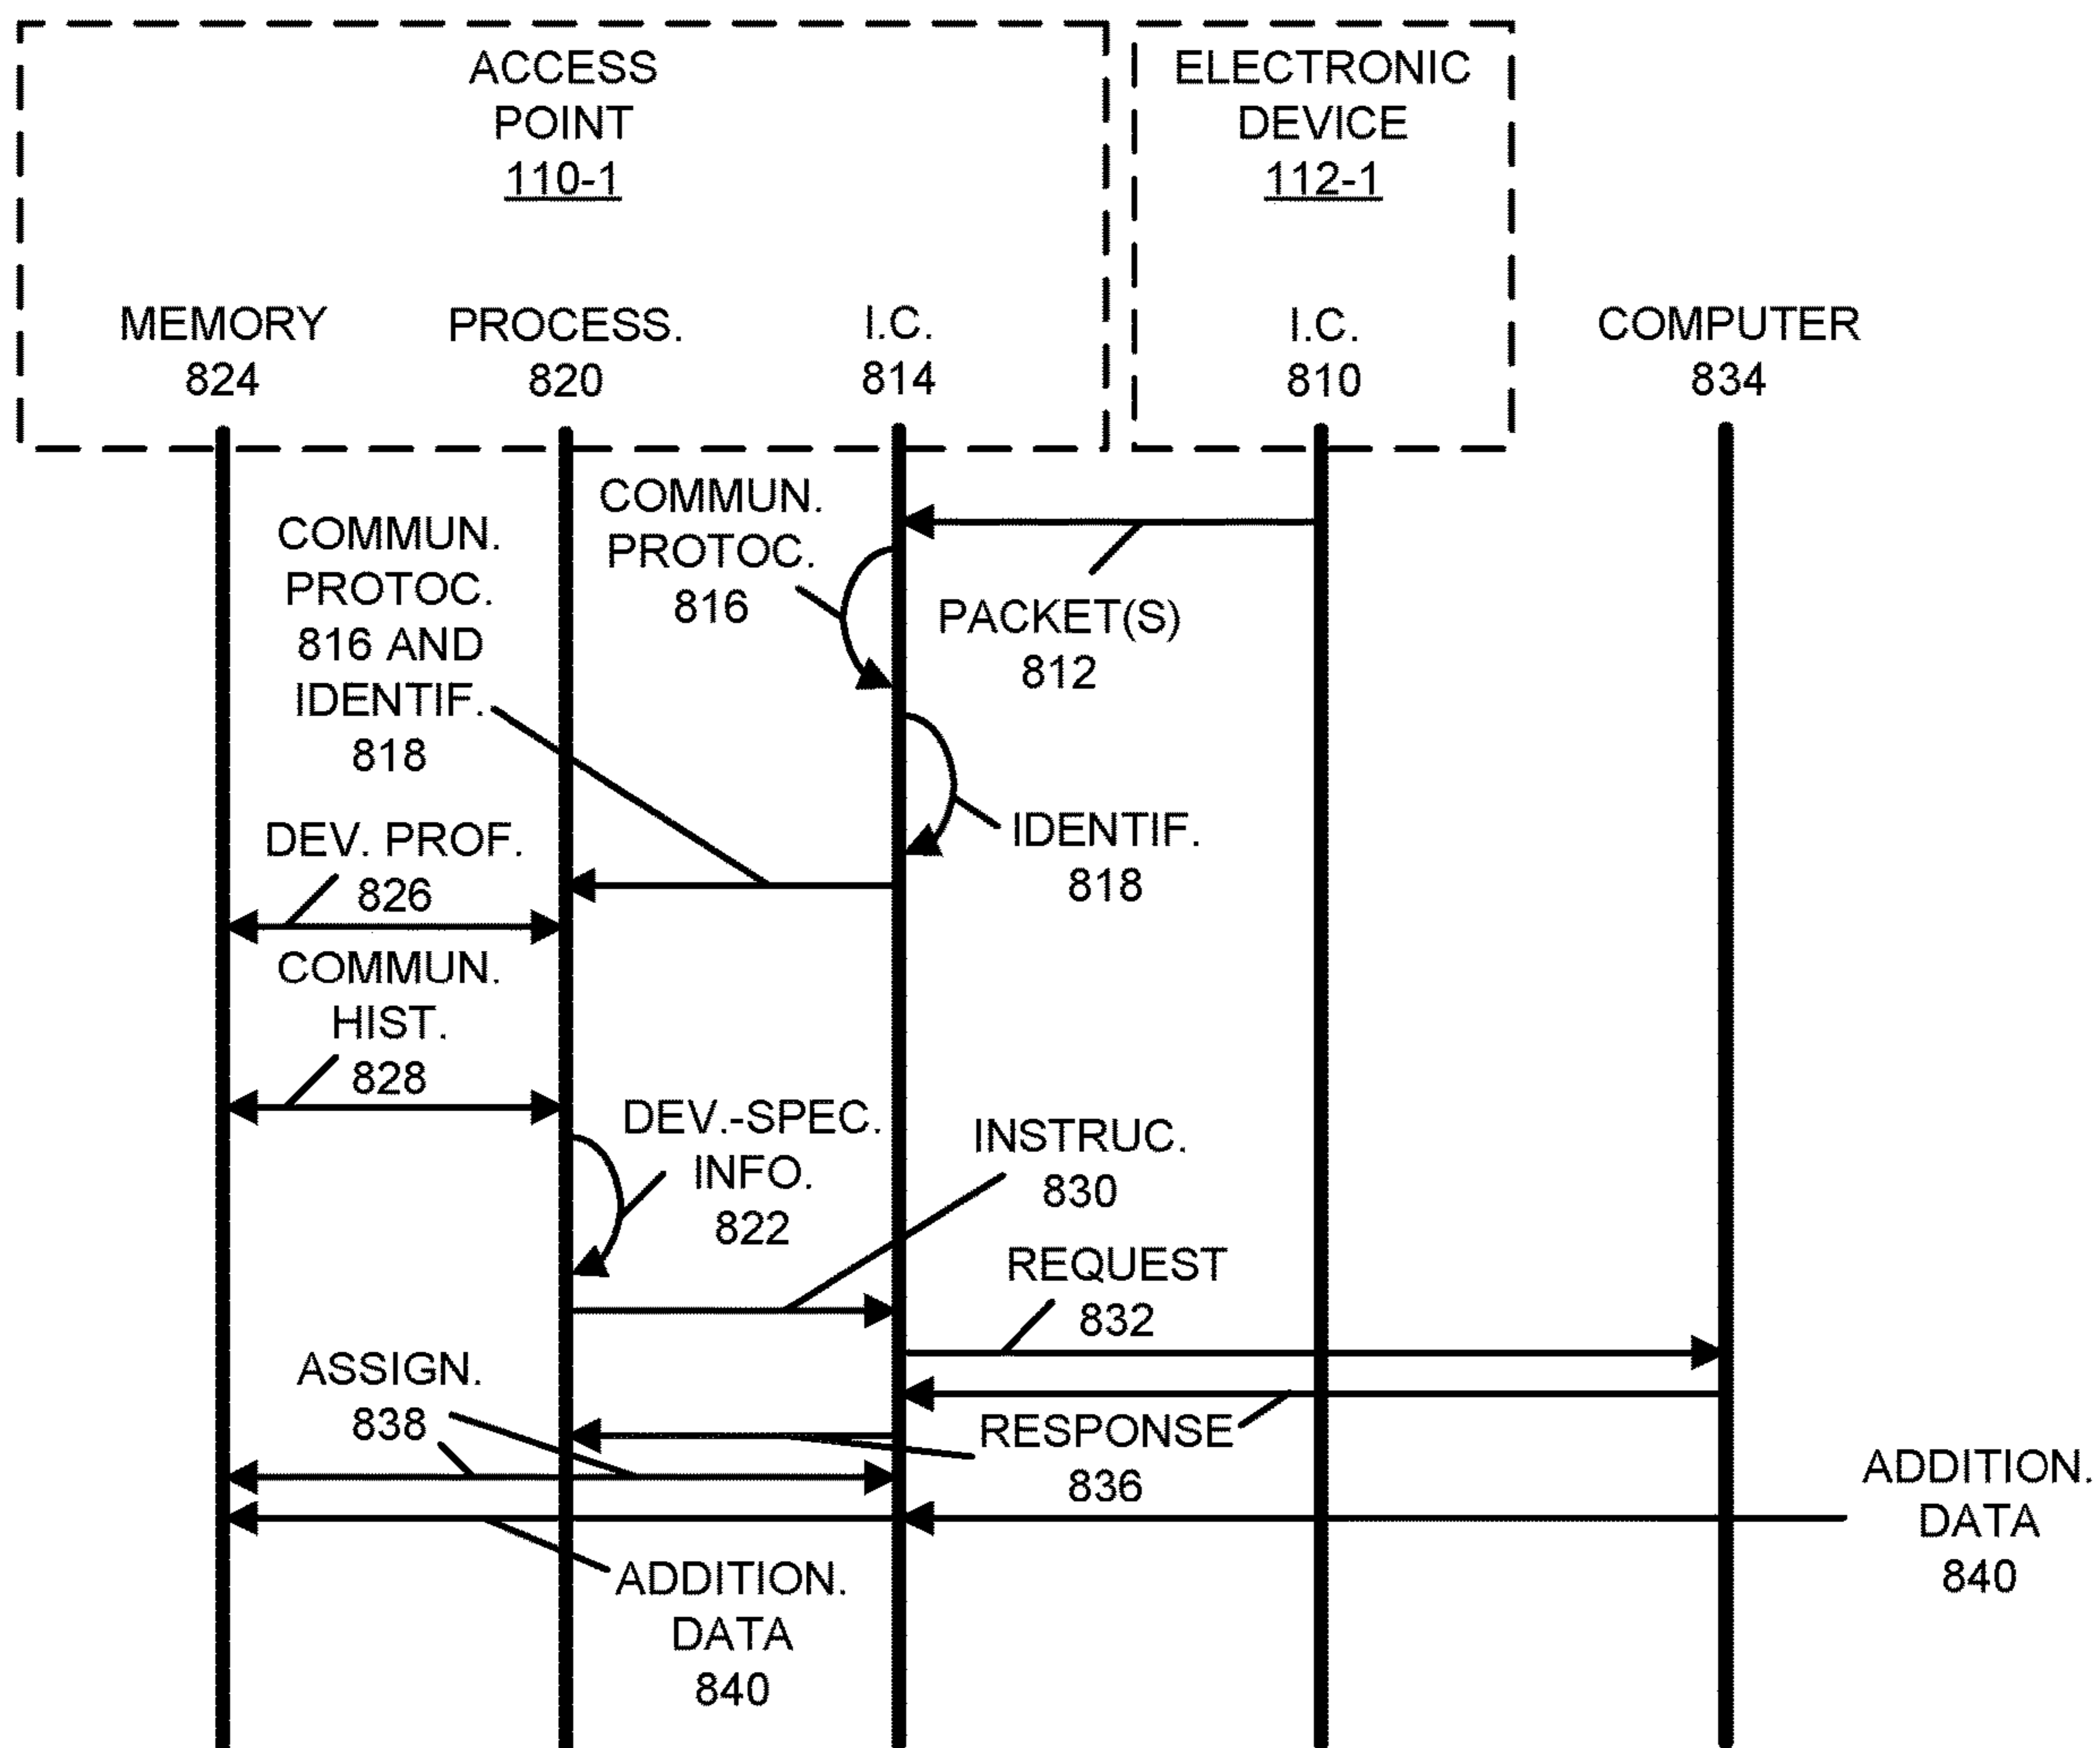 ACCESS
POINT
110-1
ELECTRONIC
DEVICE
112-1
MEMORY
824
PROCESS.
820
I.C.
814
I.C.
810
COMPUTER
834
COMMUN.
PROTOC.
816
PACKET(S)
812
COMMUN.
PROTOC.
816 AND
IDENTIF.
818
IDENTIF.
818
DEV. PROF.
826
COMMUN.
HIST.
828
DEV.-SPEC.
INFO.
822
INSTRUC.
830
REQUEST
832
ASSIGN.
838
RESPONSE
836
ADDITION.
DATA
840
ADDITION.
DATA
840